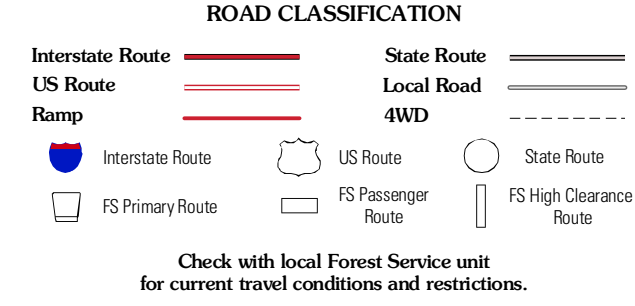 ROAD CLASSIFICATION
Interstate Route
State Route
US Route
Local Road
Ramp
4WD
Interstate Route
US Route
State Route
FS Primary Route
FS Passenger
Route
FS High Clearance
Route
Check with local Forest Service unit
for current travel conditions and restrictions.